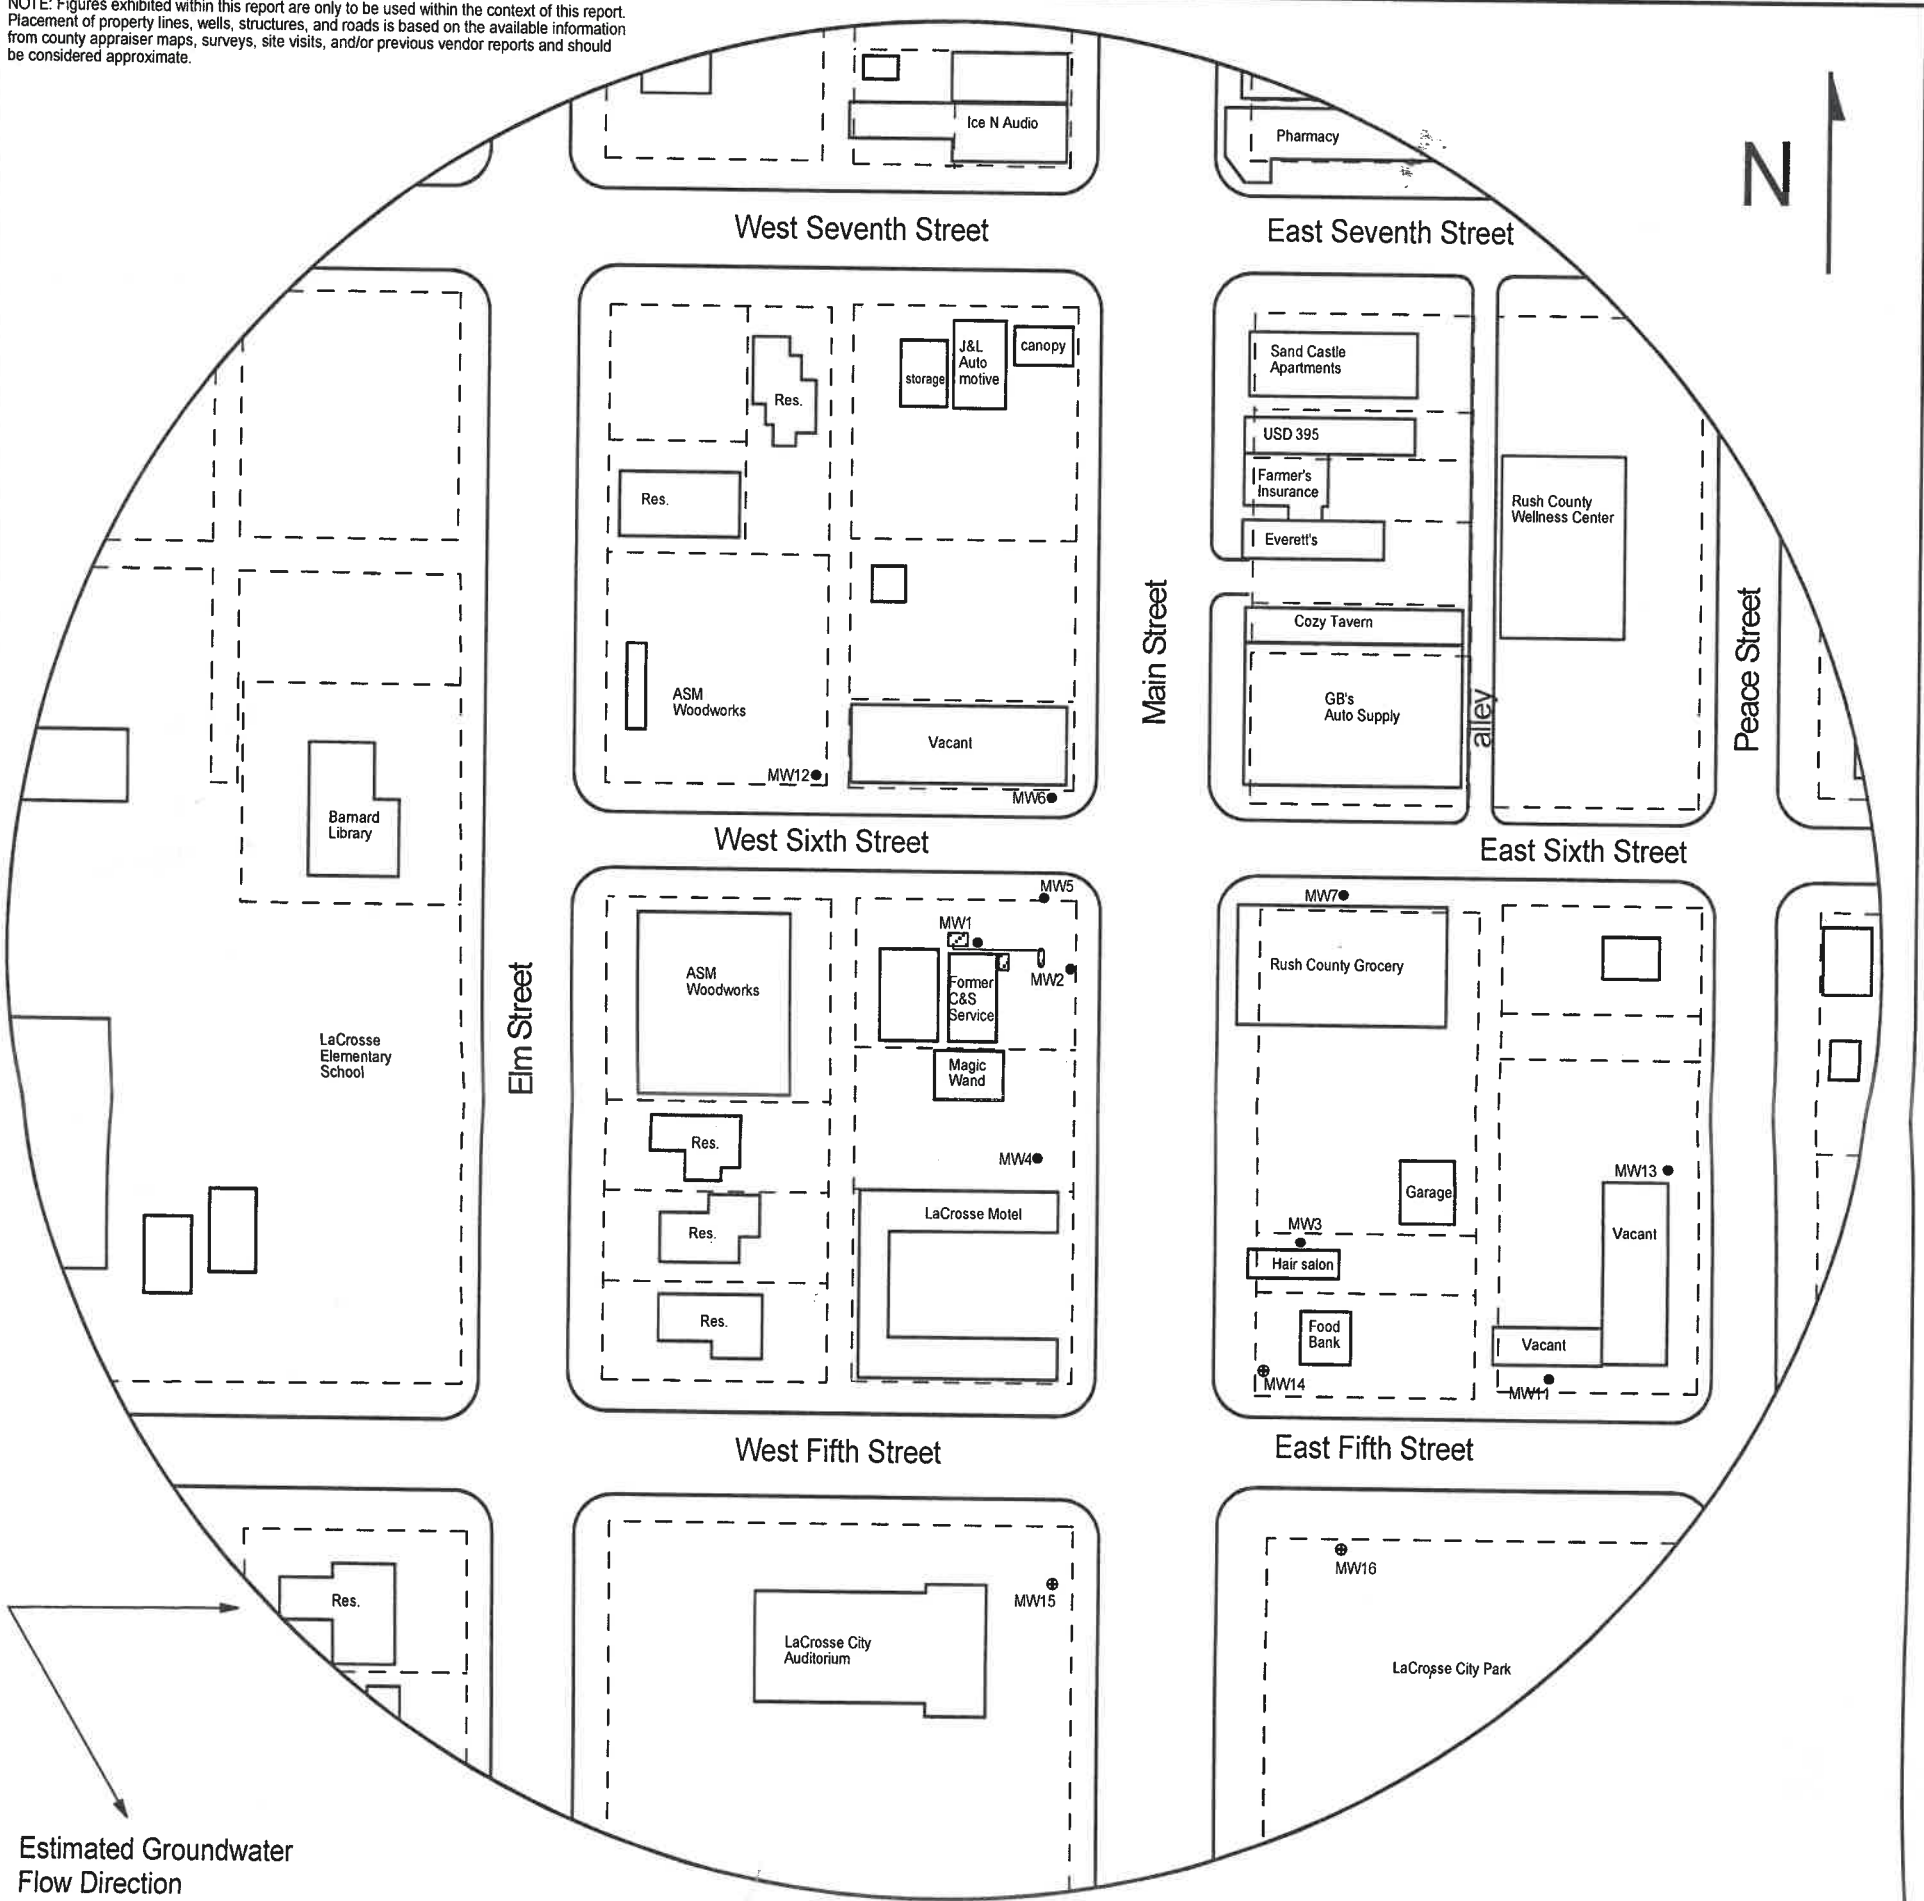 NOTE: Figures exhibited within this report are only to be used within the context of this report.
Placement of property lines, wells, structures, and roads is based on the available information
from county appraiser maps, surveys, site visits, and/or previous vendor reports and should
be considered approximate.
Ice N Audio
Pharmacy
N
West Seventh Street
East Seventh Street
Res.
storage
J&L
Auto
motive
canopy
Sand Castle
Apartments
USD 395
Farmer's
Insurance
Everett's
Res.
Rush County
Wellness Center
Main Street
Peace Street
Cozy Tavern
ASM
Woodworks
GB's
Auto Supply
alley
Vacant
MW12
MW6
Barnard
Library
West Sixth Street
East Sixth Street
MW5
MW7
MW1
ASM
Woodworks
Former
C&S
Service
MW2
Rush County Grocery
Elm Street
LaCrosse
Elementary
School
Magic
Wand
Res.
MW4
MW13
Garage
LaCrosse Motel
MW3
Res.
Vacant
Hair salon
Res.
Food
Bank
Vacant
MW14
MW11
West Fifth Street
East Fifth Street
MW16
Res.
MW15
LaCrosse City
Auditorium
LaCrosse City Park
Estimated Groundwater
Flow Direction